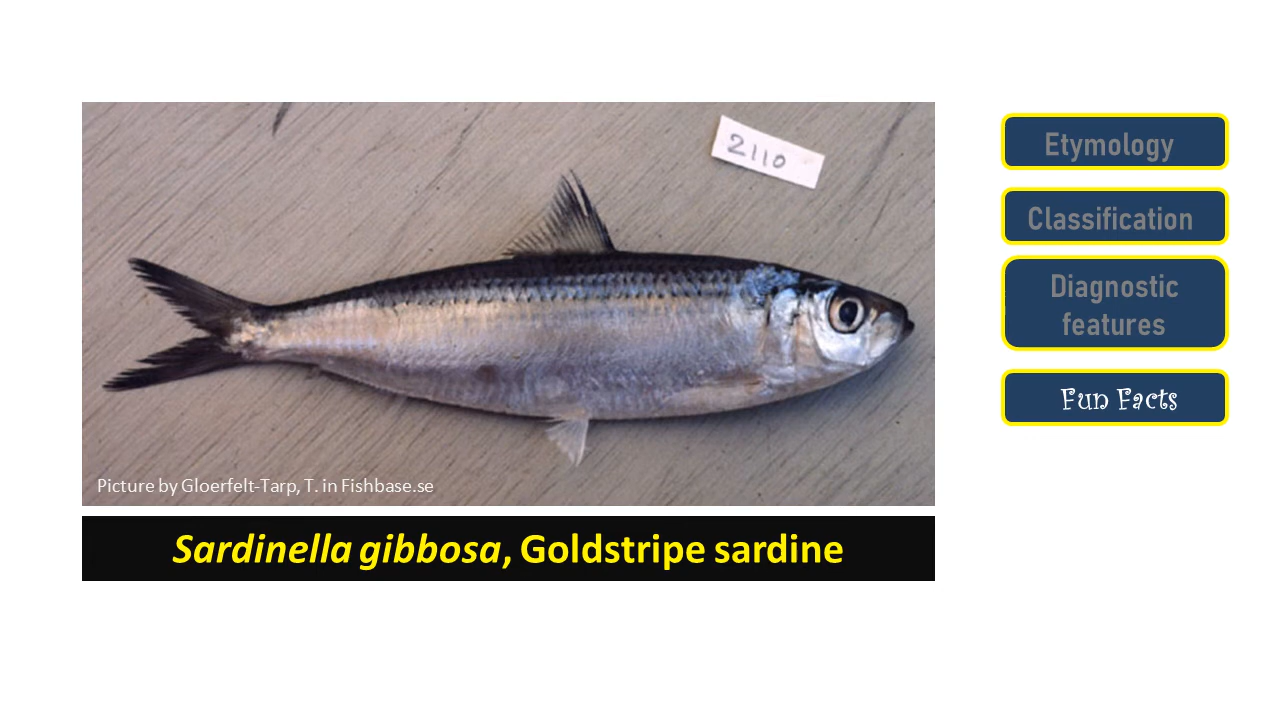 2110
Picture by Gloerfelt-Tarp, T. in Fishbase.se
Sardinella gibbosa, Goldstripe sardine
Etymology
Classification
Diagnostic
features
Fun Facts